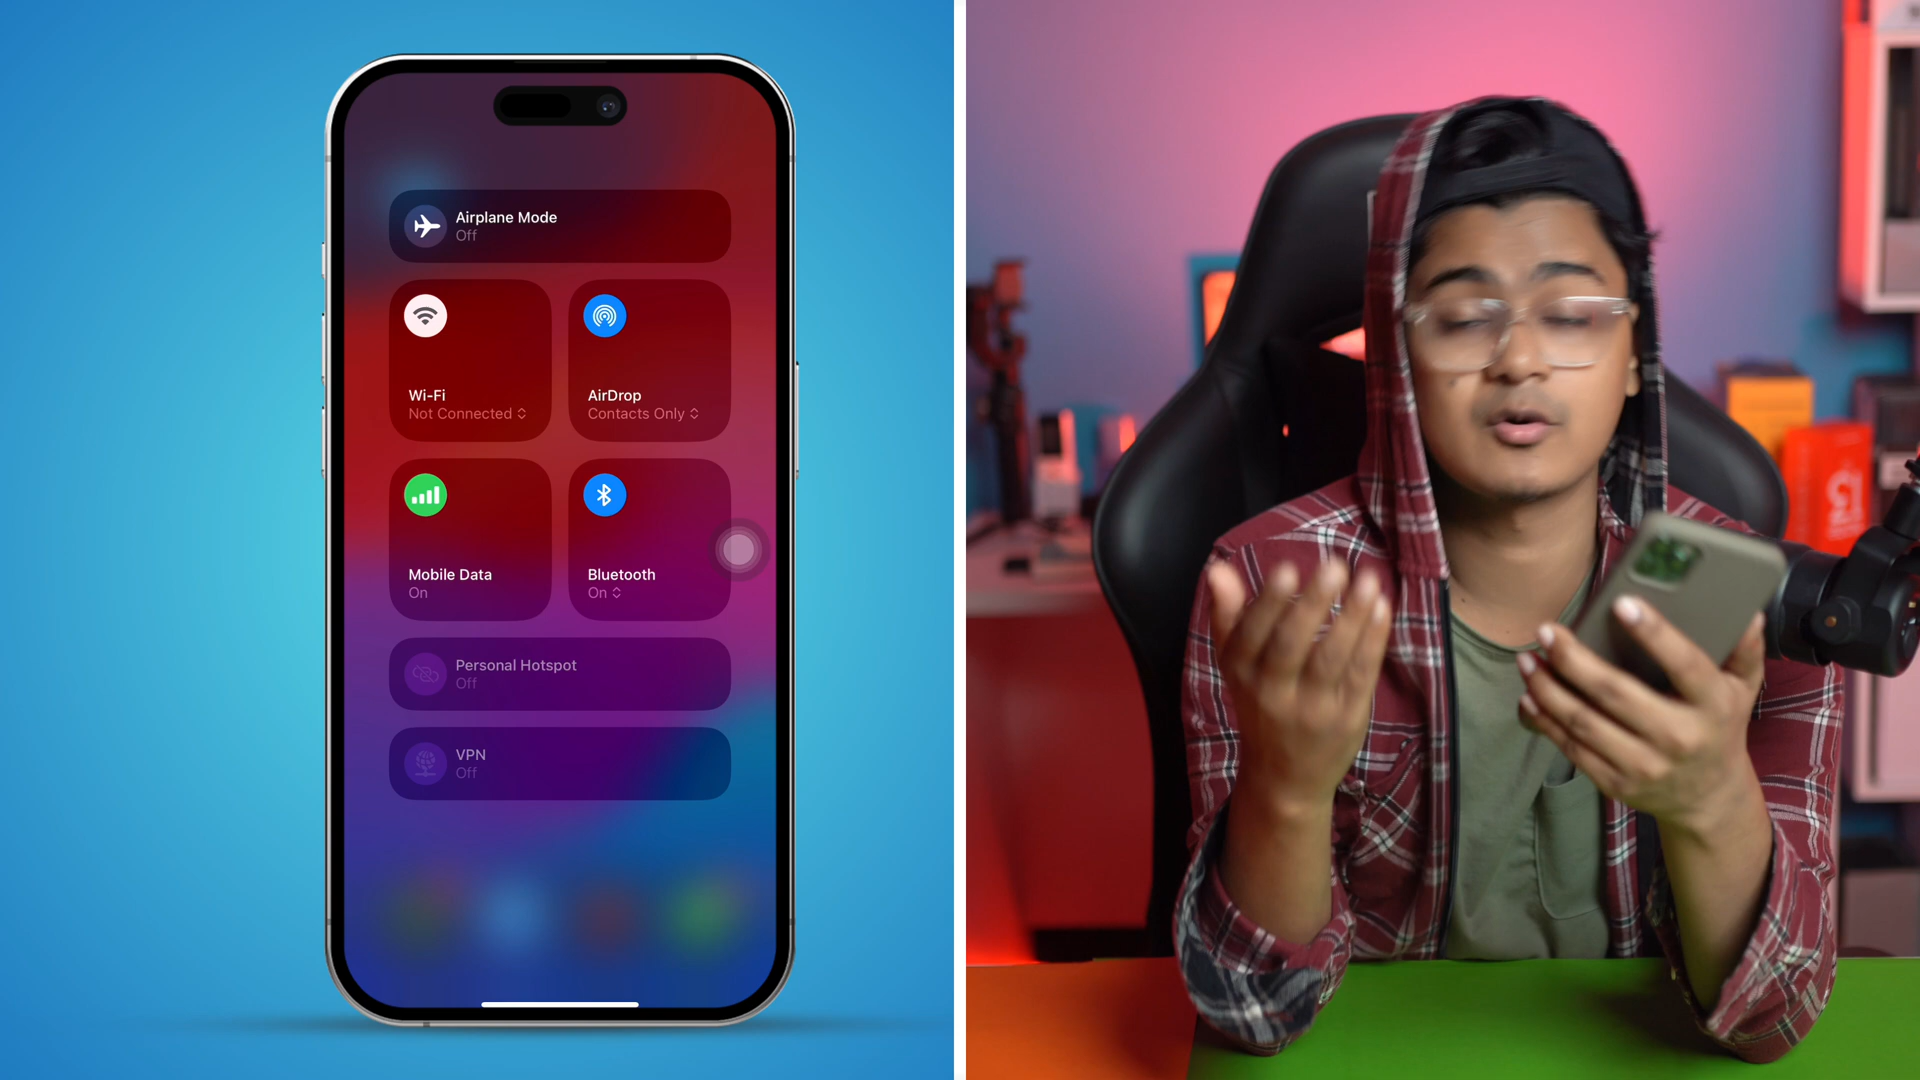 Airplane Mode
Off
Wi-Fi
Not Connected
AirDrop
Contacts Only
Mobile Data
On
Bluetooth
On
Personal Hotspot
Off
VPN
Off